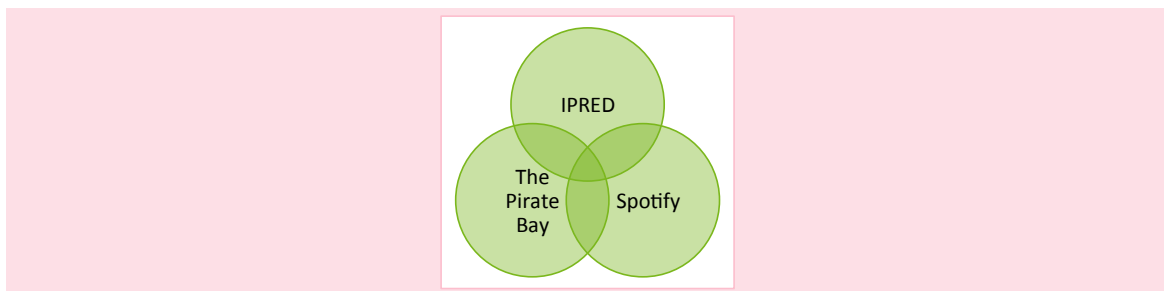 IPRED
The
Pirate
Bay
Spotify